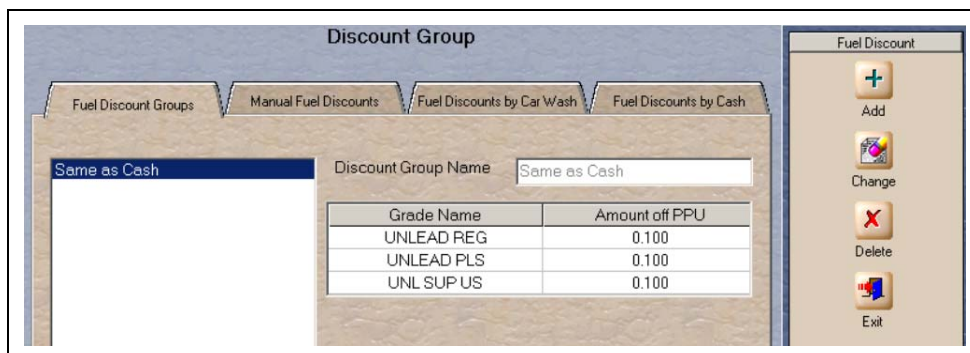 Discount Group
Fuel Discount Groups
Manual Fuel Discounts
Fuel Discounts by Car Wash
Fuel Discounts by Cash
Same as Cash
Discount Group Name Same as Cash
Grade Name Amount off PPU
UNLEAD REG 0.100
UNLEAD PLS 0.100
UNL SUP US 0.100
Fuel Discount
Add
Change
Delete
Exit